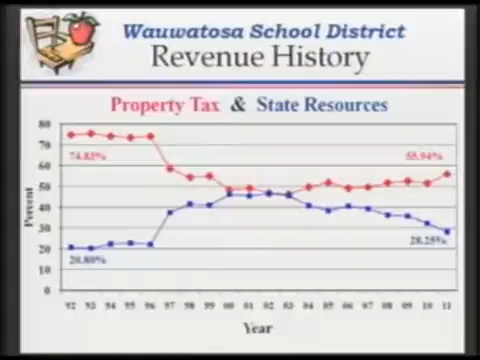 Wauwatosa School District
Revenue History
Property Tax & State Resources
80
70
60
50
40
30
20
10
0
Percent
74.83%
55.94%
20.80%
28.25%
92 93 94 95 96 97 98 99 00 01 02 03 04 05 06 07 08 09 10 11
Year